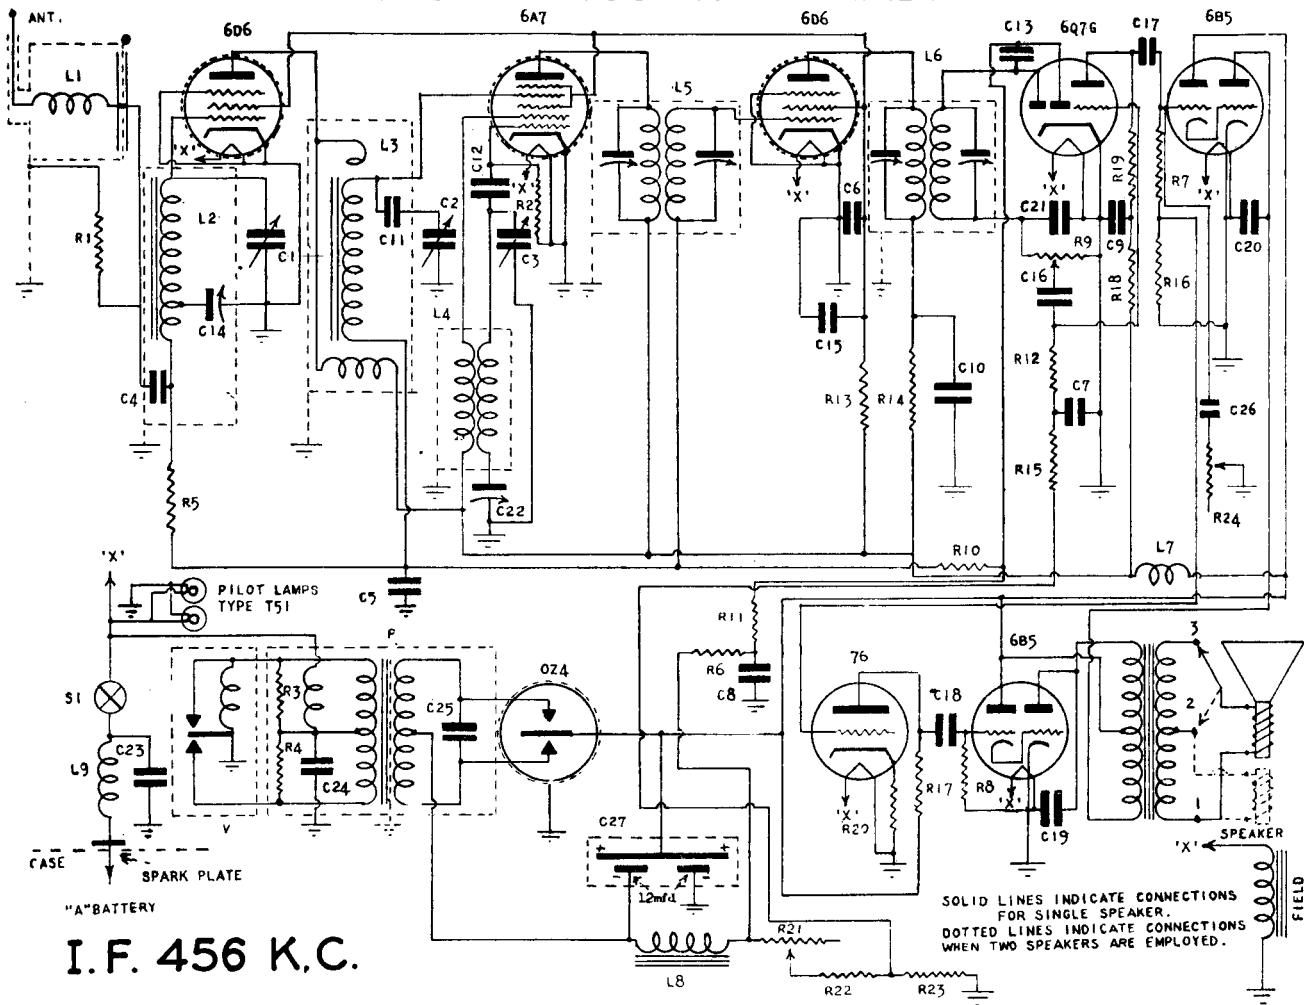 ANT.
6D6
6A7
6D6
C13
6Q7G
C17
6B5
L1
L5
L6
'X'
L3
C12
'X'
R2
'X'
C6
'X'
R19
R7
'X'
L2
C2
C21
R1
C11
C3
R9
C9
C20
C1
C16
R18
R16
C14
L4
C15
R12
C10
C4
R13
R14
C7
C26
R15
R5
C22
R24
R10
L7
'X'
PILOT LAMPS
TYPE T51
C5
R11
P
6B5
3
OZ4
R6
C8
76
S1
R3
C25
C18
2
R4
L9
C23
C24
R17
R8
'X'
'X'
R20
C19
1
V
C27
SPEAKER
CASE
SPARK PLATE
+
+
'X'
12mfd
"A" BATTERY
SOLID LINES INDICATE CONNECTIONS
FOR SINGLE SPEAKER.
DOTTED LINES INDICATE CONNECTIONS
WHEN TWO SPEAKERS ARE EMPLOYED.
FIELD
R21
I.F. 456 K.C.
L8
R22
R23